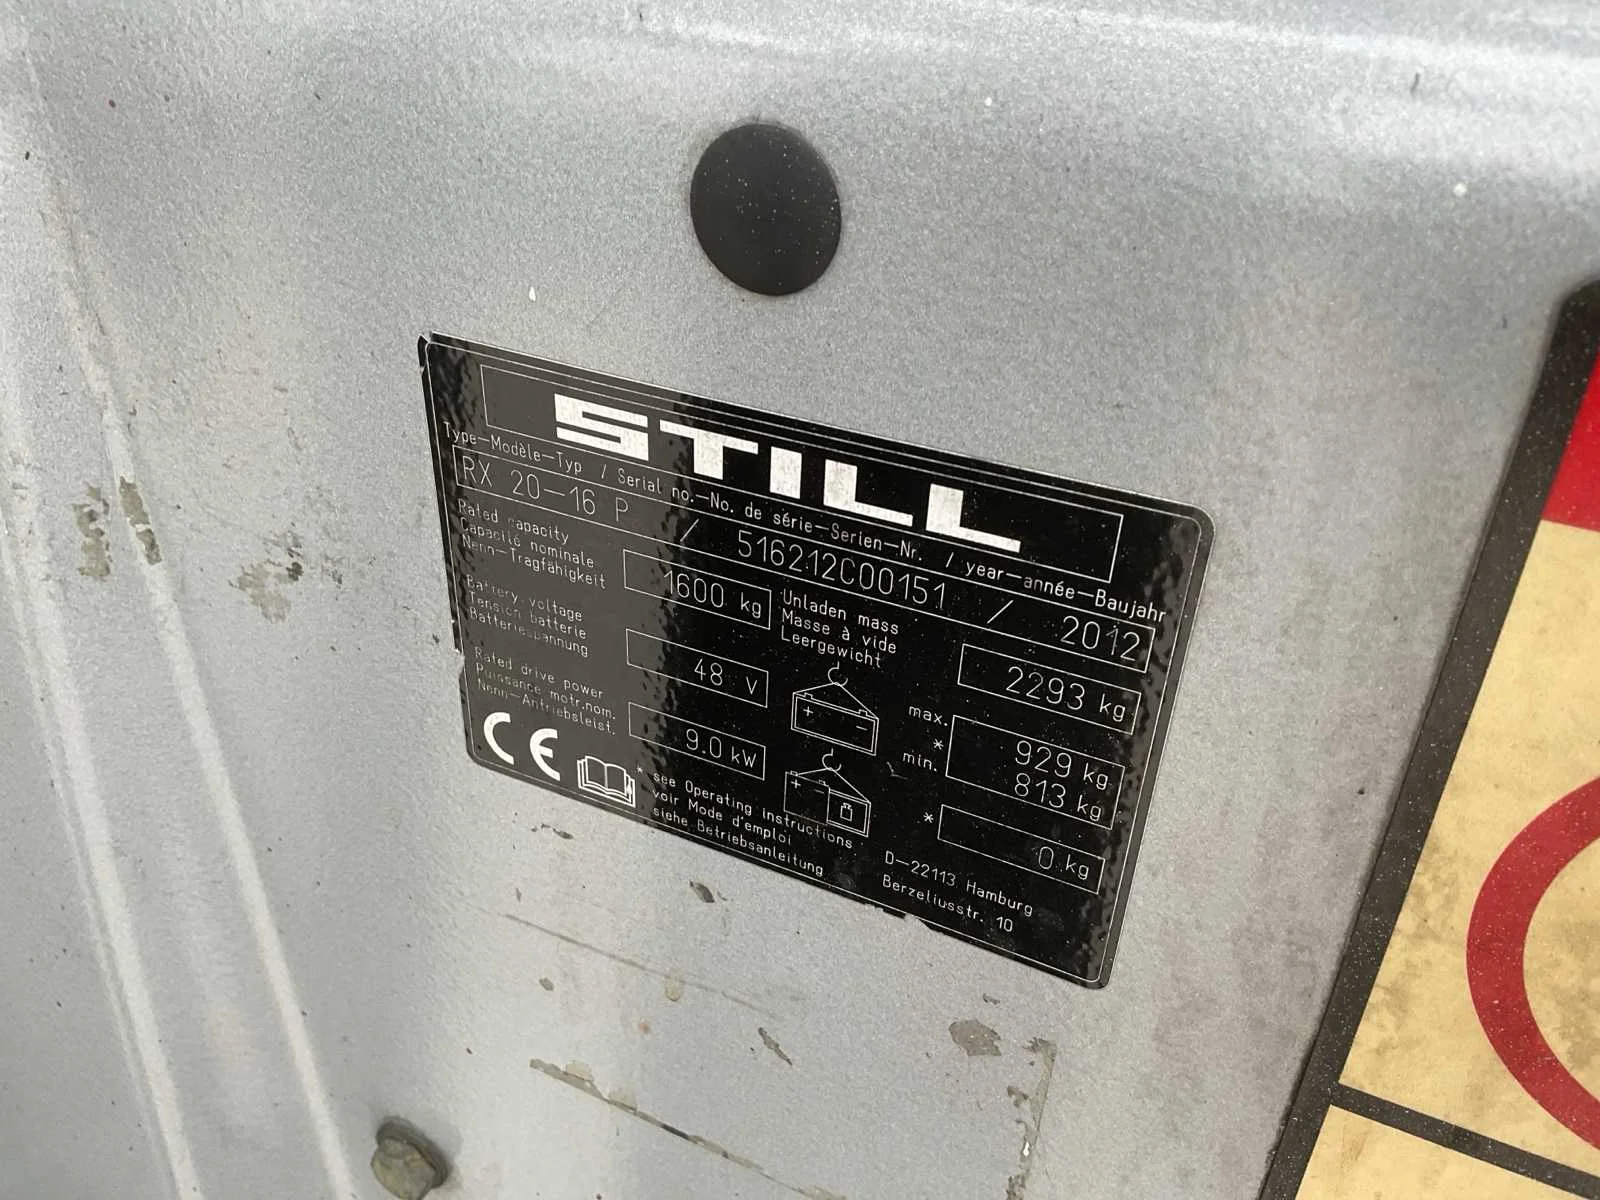 STILL
Type-Modèle-Typ / Serial no.-No. de série-Serien-Nr. / year-année-Baujahr
RX 20-16 P / 516212C00151 / 2012
Rated capacity
Capacité nominale
Nenn-Tragfähigkeit
1600 kg
Unladen mass
Masse à vide
Leergewicht
2293 kg
Battery voltage
Tension batterie
Batteriespannung
48 V
+ -
max. 929 kg
*
min. 813 kg
Rated drive power
Puissance motr.nom.
Nenn-Antriebsleist.
9.0 kW
+ -
* 0 kg
CE
* see Operating instructions
voir Mode d'emploi
siehe Betriebsanleitung
D-22113 Hamburg
Berzeliusstr. 10